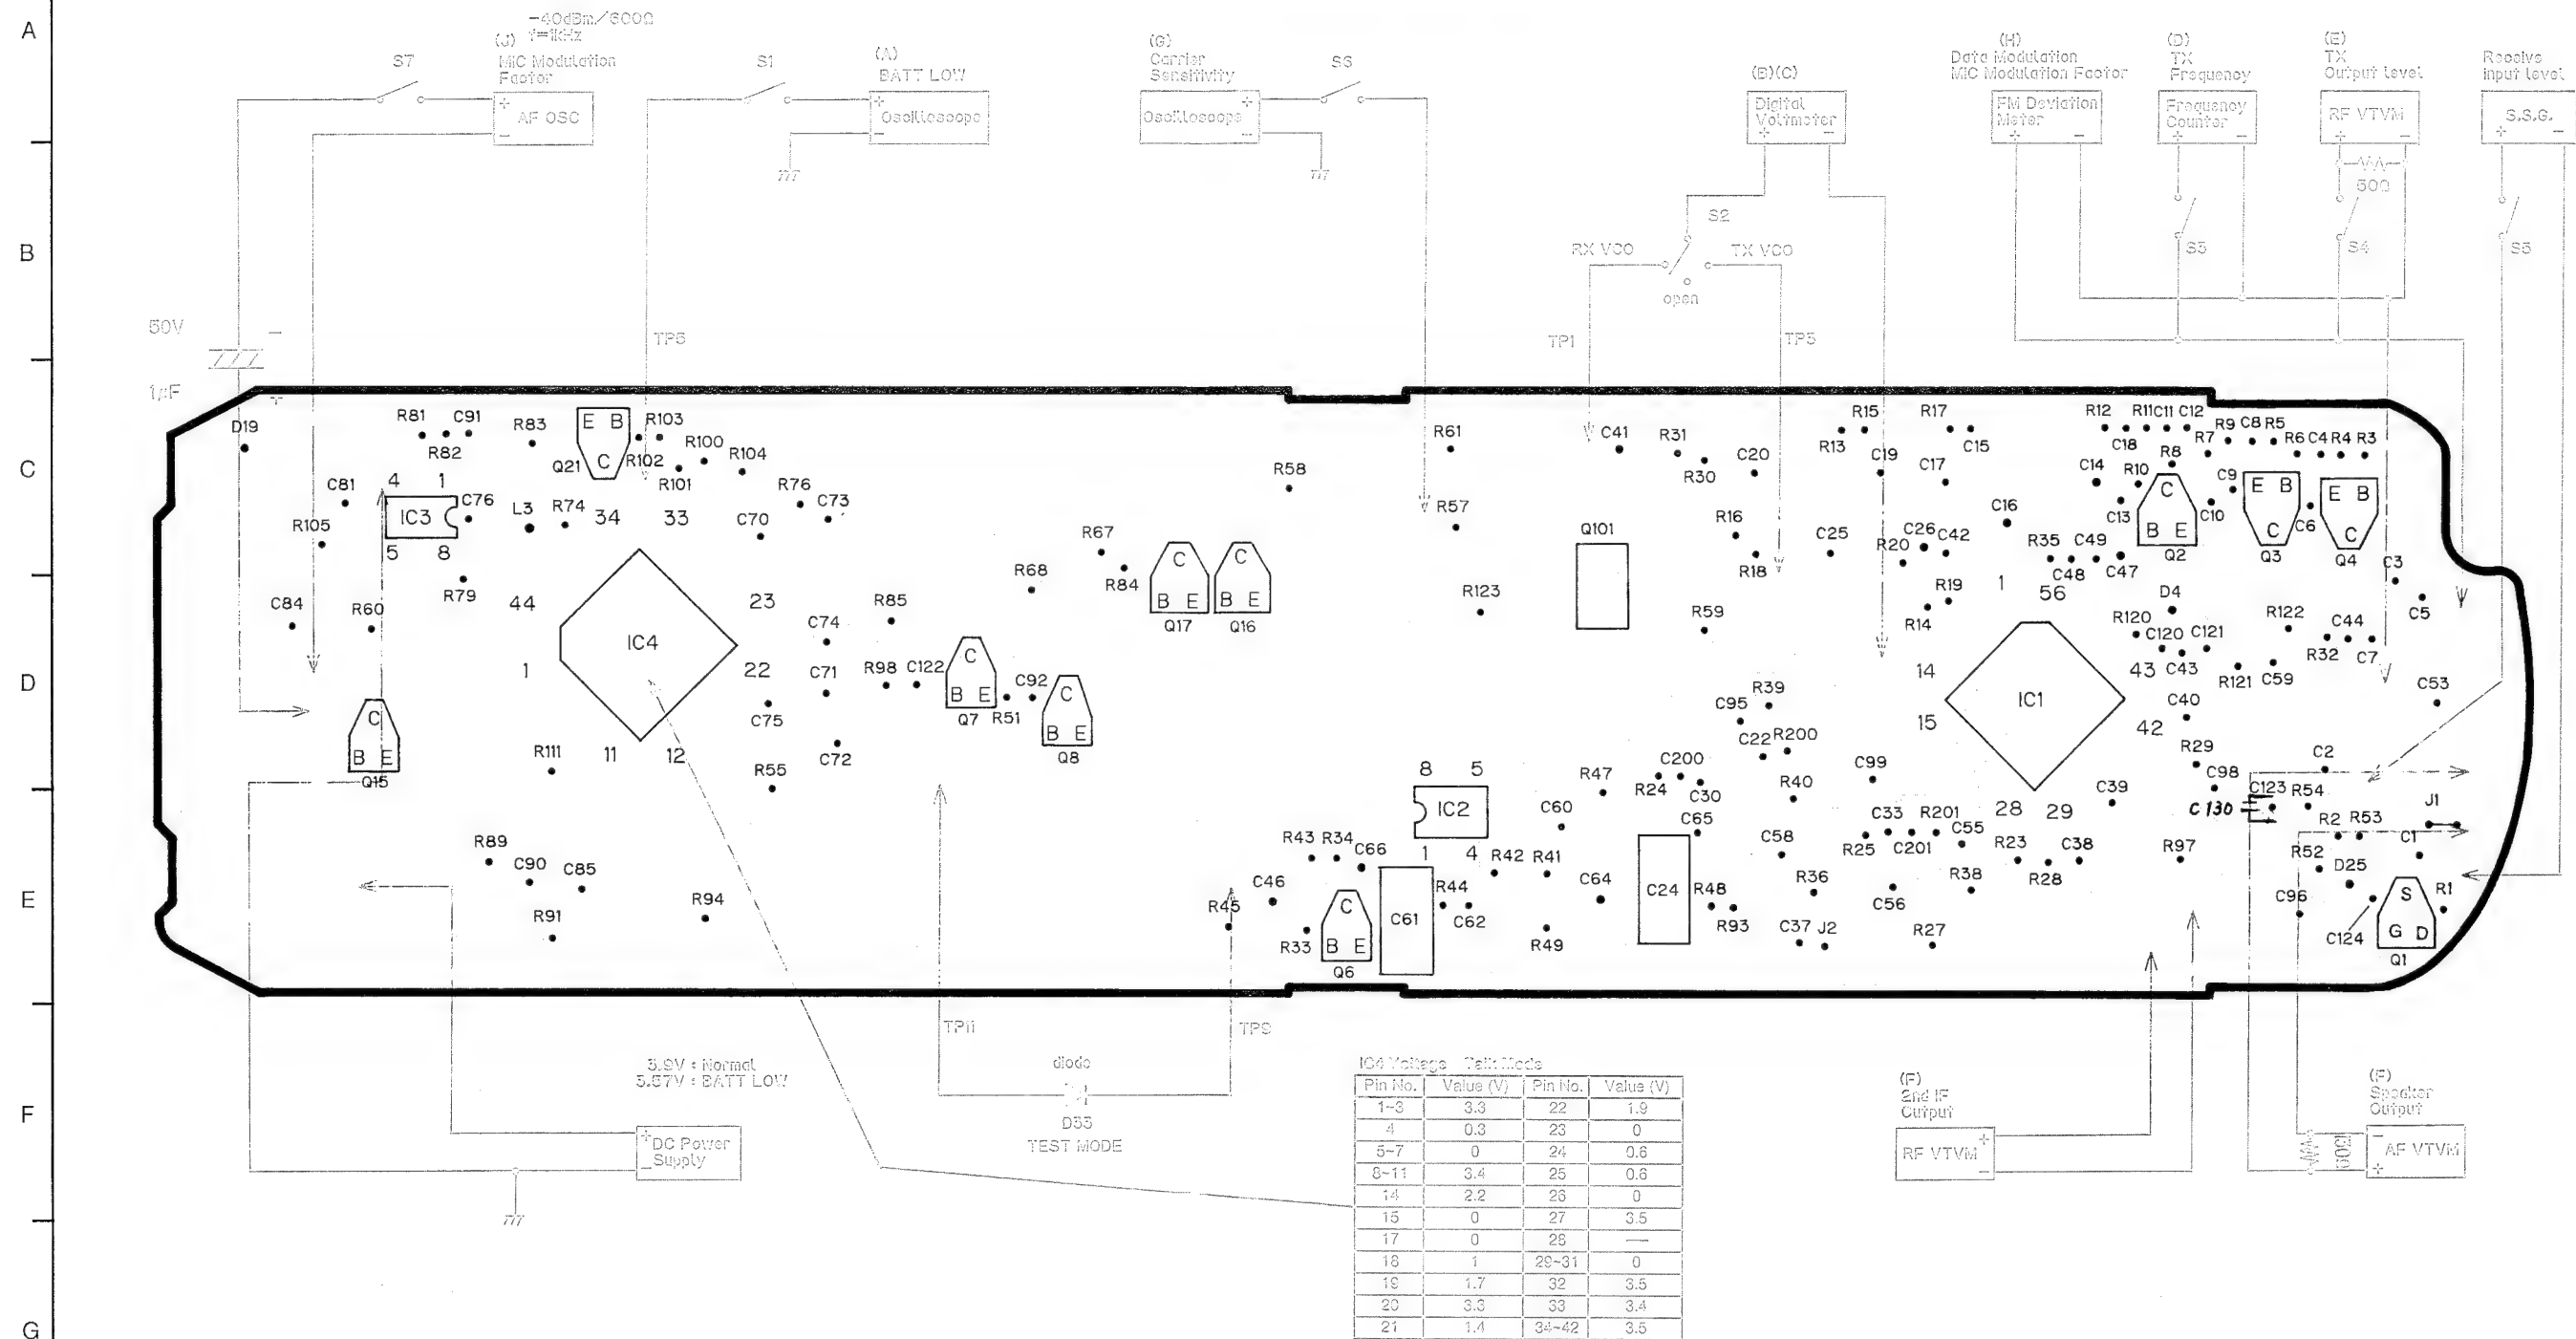 A
-40dBm/600Ω
f=1kHz
(J)
MIC Modulation
Factor
AF OSC
+
−
S7
S1
(A)
BATT LOW
Oscilloscope
+
−
(G)
Carrier
Sensitivity
Oscilloscope
+
−
S6
(B)(C)
Digital
Voltmeter
+ −
(H)
Data Modulation
MIC Modulation Factor
FM Deviation
Meter
+ −
(D)
TX
Frequency
Frequency
Counter
+ −
(E)
TX
Output level
RF VTVM
+ −
50Ω
Receive
input level
S.S.G.
+ −
B
S2
RX VCO
TX VCO
open
S4
50V
−
1μF
+
TP1
C
D19
R81
C91
R82
R83
Q21
E B
C
R102
R103
R100
R101
R104
R76
C73
C81
R105
4 1
IC3
5 8
C76
L3
R74
34 33
C70
R58
R61
R57
R67
R84
R68
C41
R31
R30
C20
R13
R15
C19
R17
C15
C17
R16
R18
C25
R20
C26
C42
C16
R35
C48
C49
C47
Q101
R12
C18
R11
C11
C12
R8
R10
C14
C13
R7
R9
C8
R5
C9
C10
R6
C4
R4
R3
C6
C
B E
Q2
E B
C
Q3
E B
C
Q4
C3
C5
D
C84
R60
R79
44
1
IC4
23
22
11
12
C74
C71
C75
C72
R85
R98
C122
C
B E
Q7
R51
C92
C
B E
Q8
C
B E
Q17
C
B E
Q16
C
B E
Q15
R111
R55
R123
R59
R19
R14
1
56
14
15
IC1
43
42
28
29
D4
R120
C120
C121
C43
C40
R122
R32
C44
C7
R121
C59
C53
C95
R39
C22
R200
R40
C99
R29
C98
C2
C39
R47
R24
C200
C30
E
R89
C90
C85
R91
R94
R45
C46
R43
R34
C66
R33
C
B E
Q6
C61
8 5
IC2
1 4
R44
C62
R42
R41
R49
C60
C64
C24
C65
R48
R93
C58
R36
C37
J2
R25
C33
C201
R201
C55
C56
R38
R27
R23
R28
C38
R97
C130
C123
R54
R2
R53
R52
D25
C96
C124
J1
C1
R1
S
G D
Q1
F
3.9V : Normal
DC Power
Supply
+
−
TP11
diode
TEST MODE
TP9
(F)
2nd IF
Output
RF VTVM
+
−
(F)
Speaker
Output
AF VTVM
−
+
IC4 Voltage Talk Mode
Pin No. Value (V) Pin No. Value (V)
1~3 3.3 22 1.9
4 0.3 23 0
5~7 0 24 0.6
8~11 3.4 25 0.6
14 2.2 26 0
15 0 27 3.5
17 0 28 —
18 1 29~31 0
19 1.7 32 3.5
20 3.3 33 3.4
21 1.4 34~42 3.5
G